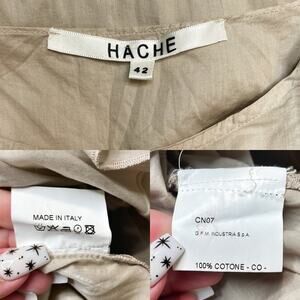 HACHE
42
MADE IN ITALY
CN07
G.P.M. INDUSTRIA S.p.A.
100% COTONE - CO -